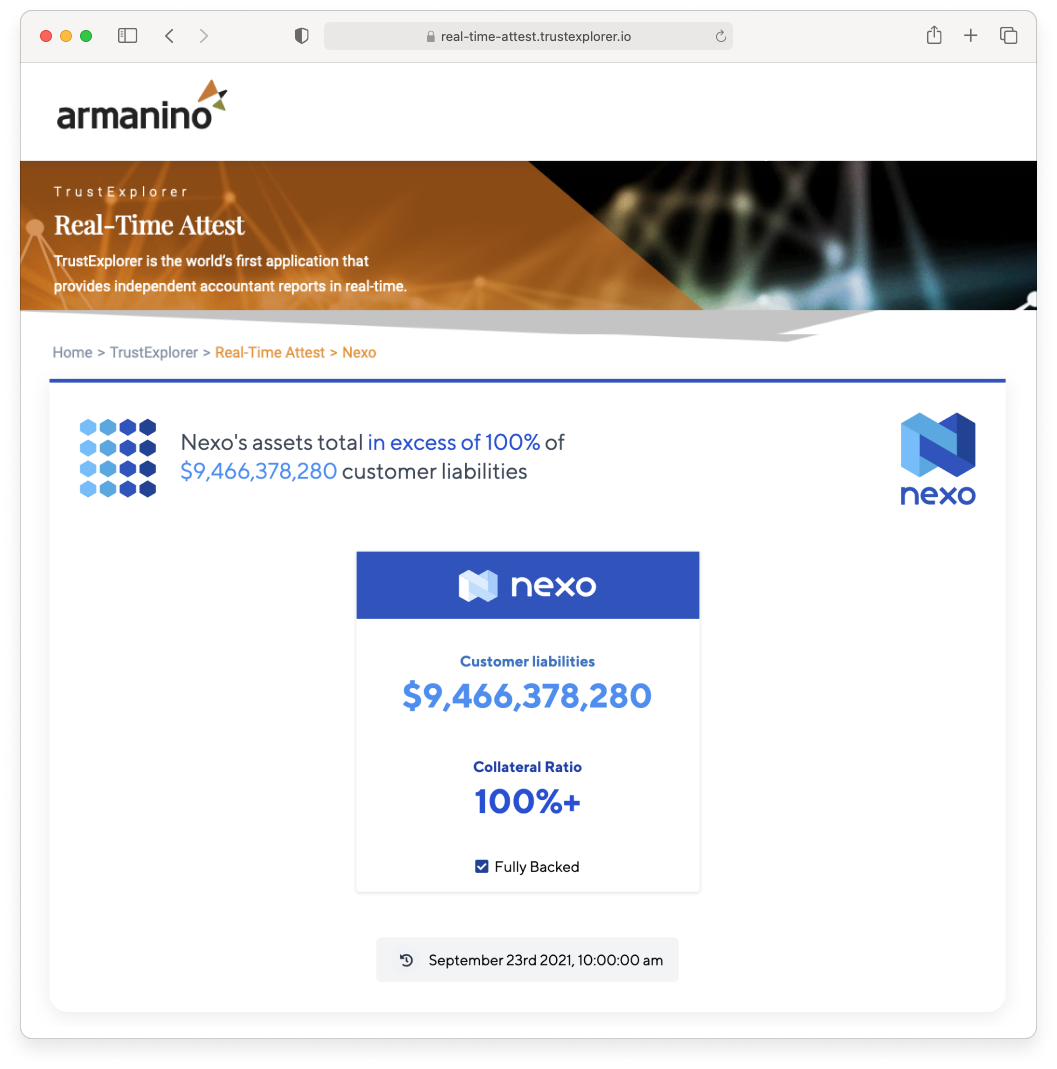 real-time-attest.trustexplorer.io
armanino
TrustExplorer
Real-Time Attest
TrustExplorer is the world's first application that
provides independent accountant reports in real-time.
Home > TrustExplorer > Real-Time Attest > Nexo
Nexo's assets total in excess of 100% of
$9,466,378,280 customer liabilities
nexo
nexo
Customer liabilities
$9,466,378,280
Collateral Ratio
100%+
Fully Backed
September 23rd 2021, 10:00:00 am